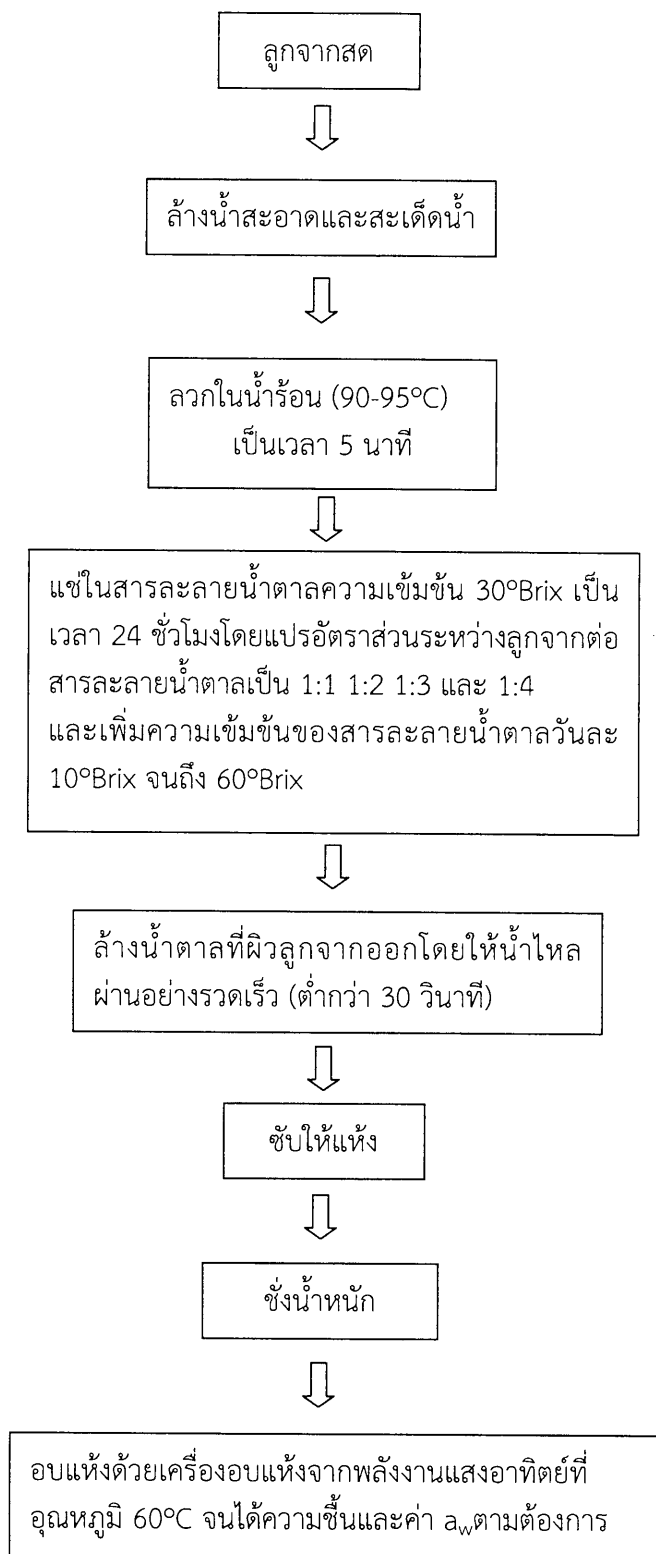 ลูกจากสด
ล้างน้ำสะอาดและสะเด็ดน้ำ
ลวกในน้ำร้อน (90-95°C)
เป็นเวลา 5 นาที
แช่ในสารละลายน้ำตาลความเข้มข้น 30°Brix เป็น
เวลา 24 ชั่วโมงโดยแปรอัตราส่วนระหว่างลูกจากต่อ
สารละลายน้ำตาลเป็น 1:1 1:2 1:3 และ 1:4
และเพิ่มความเข้มข้นของสารละลายน้ำตาลวันละ
10°Brix จนถึง 60°Brix
ล้างน้ำตาลที่ผิวลูกจากออกโดยให้น้ำไหล
ผ่านอย่างรวดเร็ว (ต่ำกว่า 30 วินาที)
ซับให้แห้ง
ชั่งน้ำหนัก
อบแห้งด้วยเครื่องอบแห้งจากพลังงานแสงอาทิตย์ที่
อุณหภูมิ 60°C จนได้ความชื้นและค่า a_wตามต้องการ